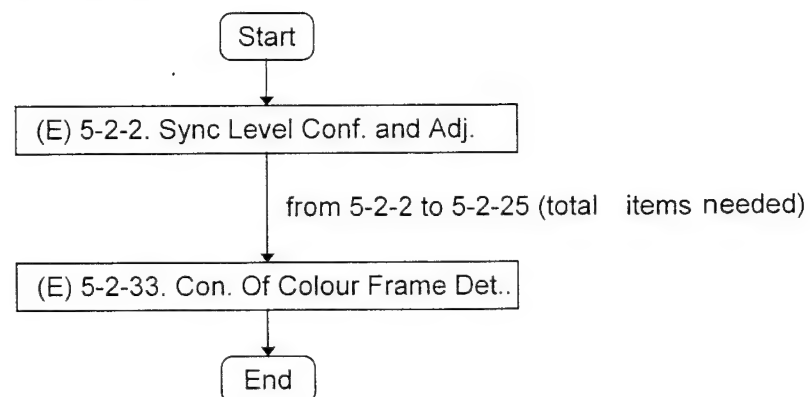 Start
(E) 5-2-2. Sync Level Conf. and Adj.
from 5-2-2 to 5-2-25 (total items needed)
(E) 5-2-33. Con. Of Colour Frame Det..
End